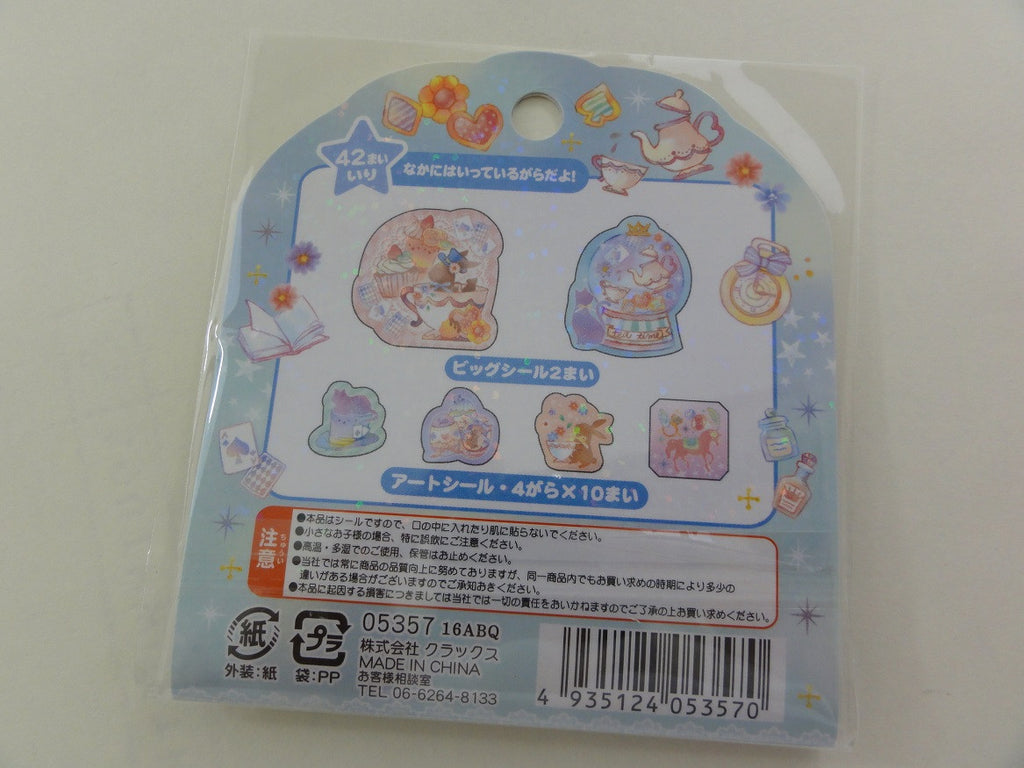 42まい
いり
なかにはいっているがらだよ!
ビッグシール2まい
アートシール・4がら×10まい
注意
ちゅうい
●本品はシールですので、口の中に入れたり肌に貼らないでください。
●小さなお子様の場合、特に誤飲にご注意ください。
●高温・多湿でのご使用、保管はお止めください。
●当社では常に商品の品質向上に努めておりますが、同一商品内でもお買い求めの時期により多少の
違いがある場合がございますのでご承知おきください。
●本品に起因する損害につきましては当社では一切の責任をおいかねますのでご了承の上お買い求めください。
紙
外装:紙
プラ
袋:PP
05357 16ABQ
株式会社 クラックス
MADE IN CHINA
お客様相談室
TEL 06-6264-8133
4 935124 053570